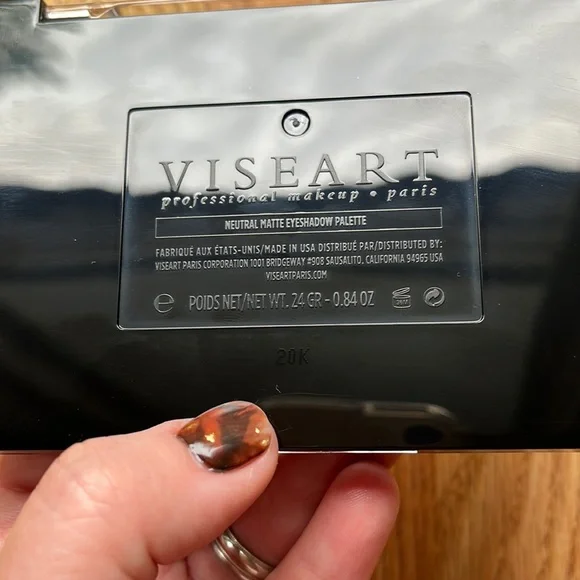 VISEART
professional makeup • paris
NEUTRAL MATTE EYESHADOW PALETTE
FABRIQUÉ AUX ÉTATS-UNIS/MADE IN USA DISTRIBUÉ PAR/DISTRIBUTED BY:
VISEART PARIS CORPORATION 1001 BRIDGEWAY #908 SAUSALITO, CALIFORNIA 94965 USA
VISEARTPARIS.COM
℮ POIDS NET/NET WT. 24 GR - 0.84 OZ
20K